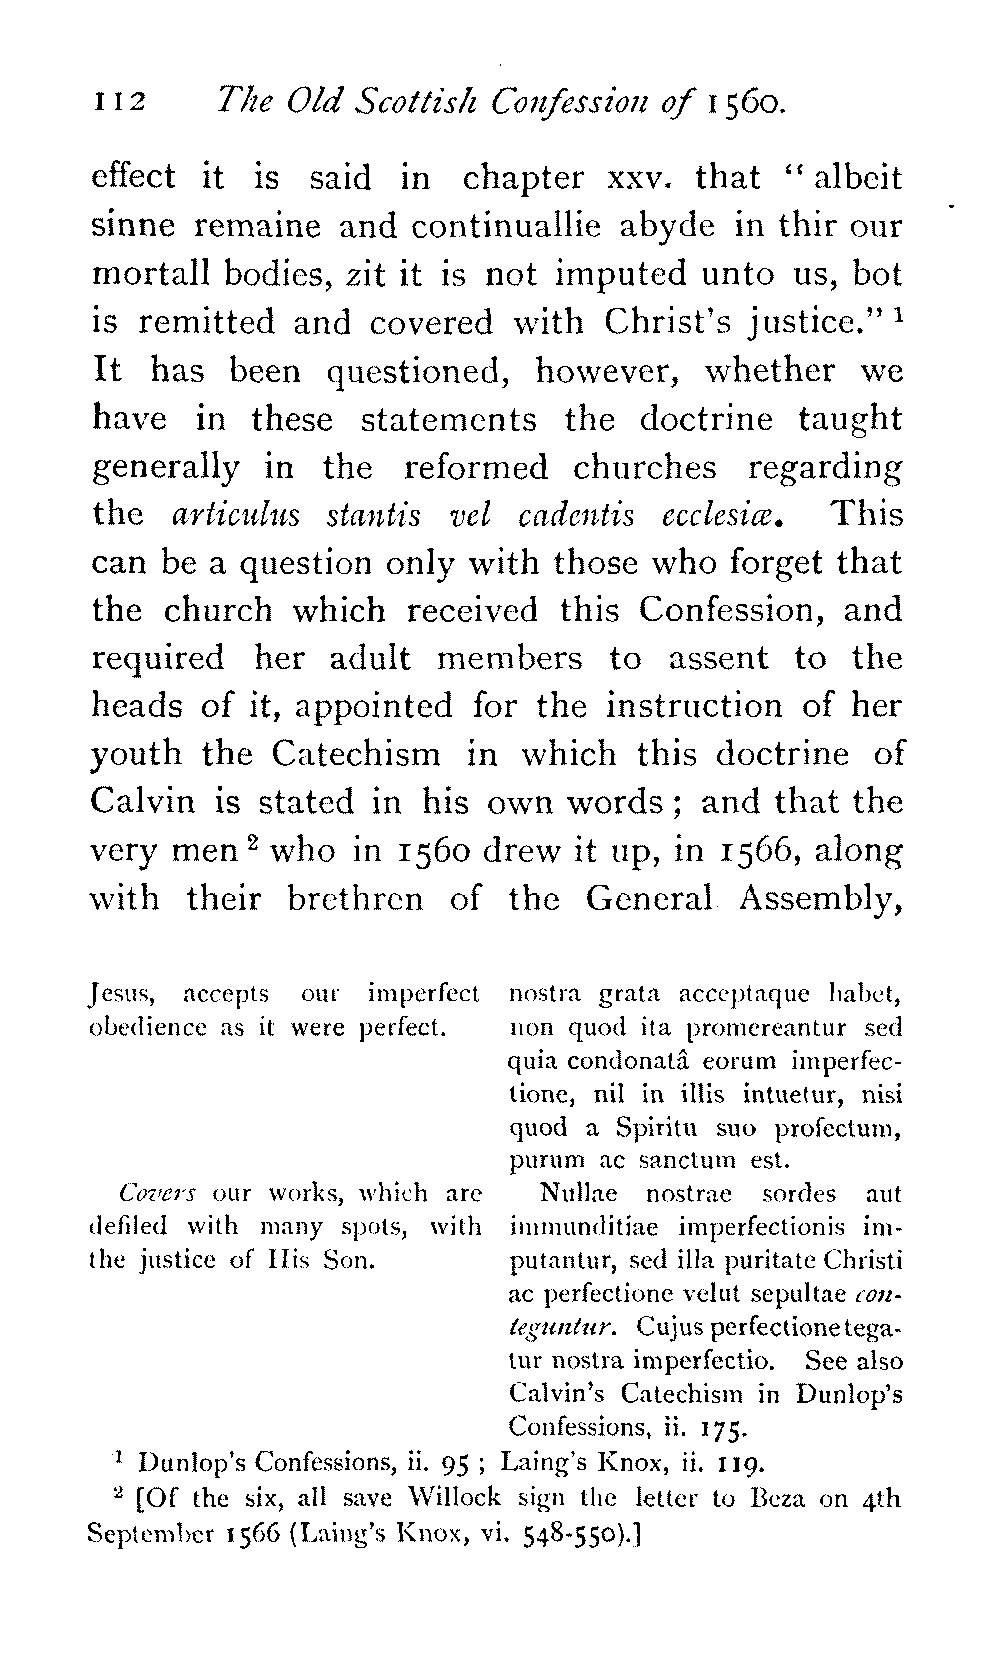 112 The Old Scottish Confession of 1560.
effect it is said in chapter xxv. that “ albeit
sinne remaine and continuallie abyde in thir our
mortall bodies, zit it is not imputed unto us, bot
is remitted and covered with Christ's justice.” ¹
It has been questioned, however, whether we
have in these statements the doctrine taught
generally in the reformed churches regarding
the articulus stantis vel cadentis ecclesiæ. This
can be a question only with those who forget that
the church which received this Confession, and
required her adult members to assent to the
heads of it, appointed for the instruction of her
youth the Catechism in which this doctrine of
Calvin is stated in his own words ; and that the
very men ² who in 1560 drew it up, in 1566, along
with their brethren of the General Assembly,
Jesus, accepts our imperfect
obedience as it were perfect.
Covers our works, which are
defiled with many spots, with
the justice of His Son.
nostra grata acceptaque habet,
non quod ita promereantur sed
quia condonatâ eorum imperfec-
tione, nil in illis intuetur, nisi
quod a Spiritu suo profectum,
purum ac sanctum est.
Nullae nostrae sordes aut
immunditiae imperfectionis im-
putantur, sed illa puritate Christi
ac perfectione velut sepultae con-
teguntur. Cujus perfectione tega-
tur nostra imperfectio. See also
Calvin's Catechism in Dunlop's
Confessions, ii. 175.
¹ Dunlop's Confessions, ii. 95 ; Laing's Knox, ii. 119.
² [Of the six, all save Willock sign the letter to Beza on 4th
September 1566 (Laing's Knox, vi. 548-550).]